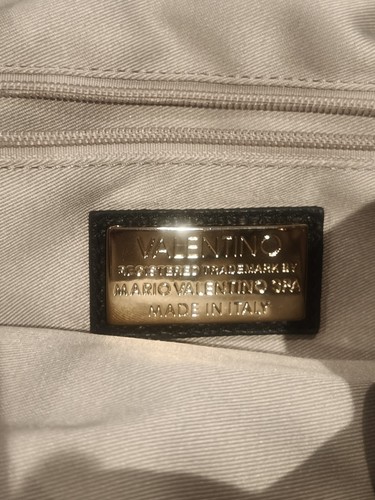 VALENTINO
REGISTERED TRADEMARK BY
MARIO VALENTINO SPA
MADE IN ITALY